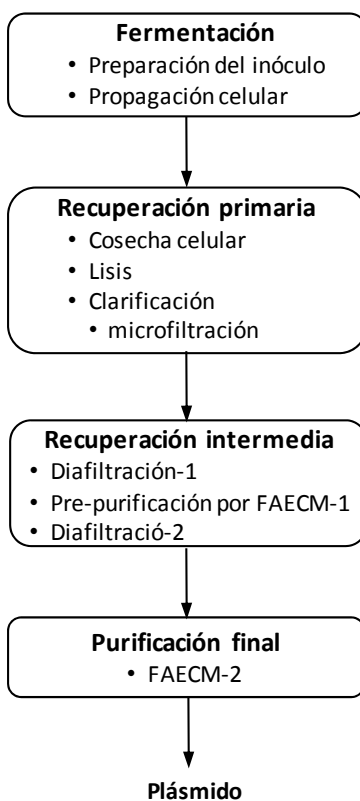 Fermentación
• Preparación del inóculo
• Propagación celular
Recuperación primaria
• Cosecha celular
• Lisis
• Clarificación
• microfiltración
Recuperación intermedia
• Diafiltración-1
• Pre-purificación por FAECM-1
• Diafiltració-2
Purificación final
• FAECM-2
Plásmido